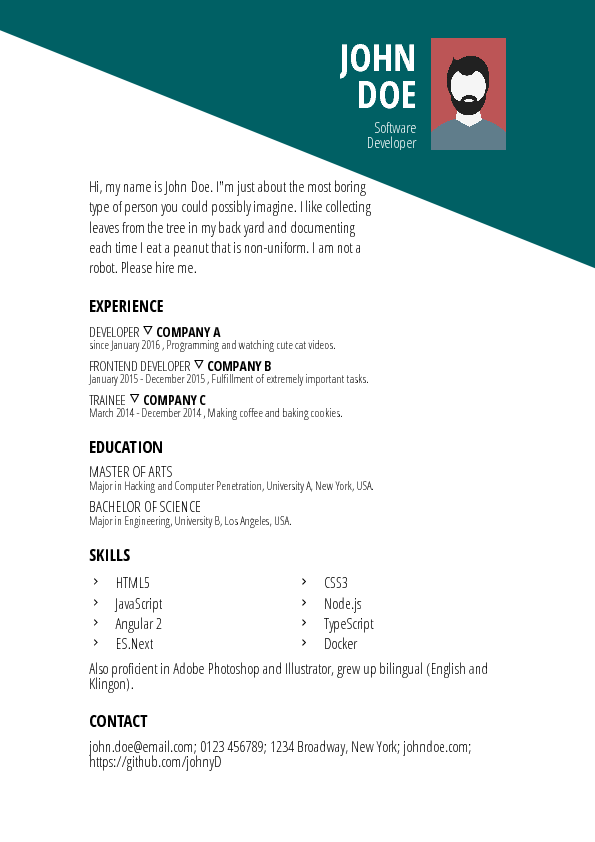 JOHN
DOE
Software
Developer
Hi, my name is John Doe. I"m just about the most boring
type of person you could possibly imagine. I like collecting
leaves from the tree in my back yard and documenting
each time I eat a peanut that is non-uniform. I am not a
robot. Please hire me.
EXPERIENCE
DEVELOPER ▽ COMPANY A
since January 2016 , Programming and watching cute cat videos.
FRONTEND DEVELOPER ▽ COMPANY B
January 2015 - December 2015 , Fulfillment of extremely important tasks.
TRAINEE ▽ COMPANY C
March 2014 - December 2014 , Making coffee and baking cookies.
EDUCATION
MASTER OF ARTS
Major in Hacking and Computer Penetration, University A, New York, USA.
BACHELOR OF SCIENCE
Major in Engineering, University B, Los Angeles, USA.
SKILLS
› HTML5 › CSS3
› JavaScript › Node.js
› Angular 2 › TypeScript
› ES.Next › Docker
Also proficient in Adobe Photoshop and Illustrator, grew up bilingual (English and
Klingon).
CONTACT
john.doe@email.com; 0123 456789; 1234 Broadway, New York; johndoe.com;
https://github.com/johnyD